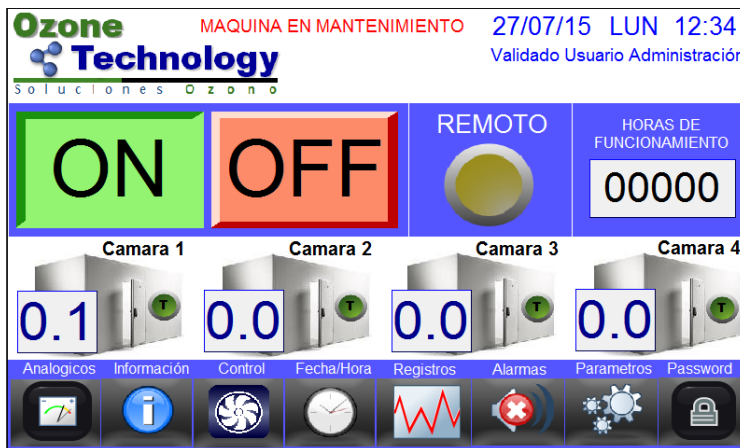 Ozone
Technology
Soluciones Ozono
MAQUINA EN MANTENIMIENTO
27/07/15 LUN 12:34
Validado Usuario Administración
ON
OFF
REMOTO
HORAS DE
FUNCIONAMIENTO
00000
Camara 1
Camara 2
Camara 3
Camara 4
0.1
T
0.0
T
0.0
T
0.0
T
Analogicos Información Control Fecha/Hora Registros Alarmas Parametros Password